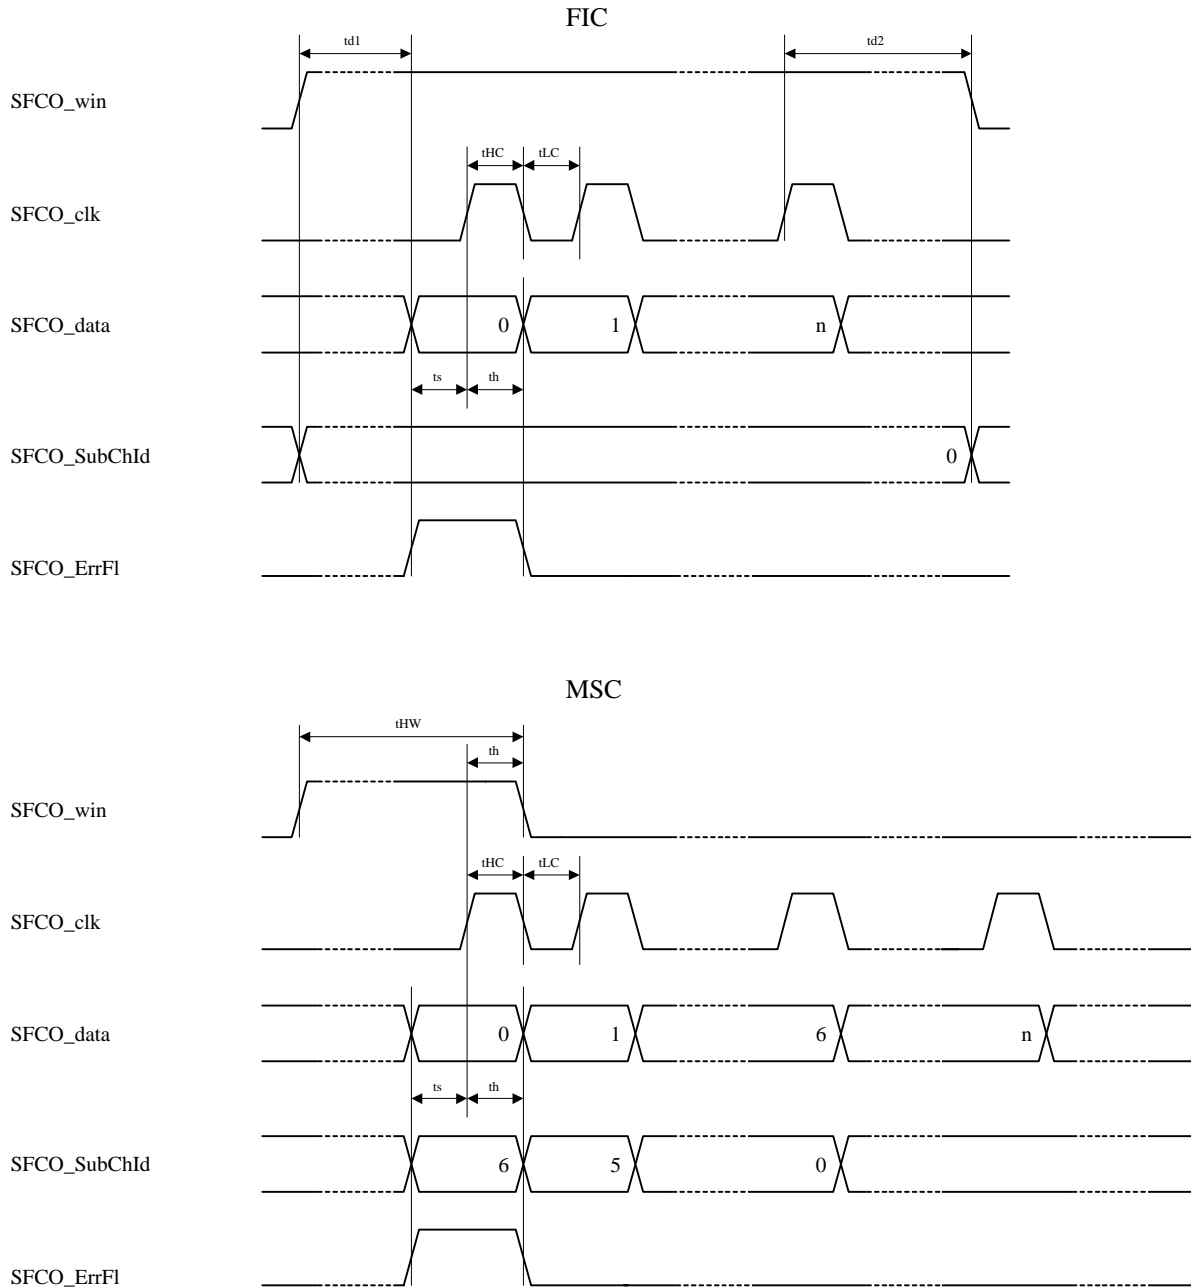 FIC
td1 td2
SFCO_win
tHC tLC
SFCO_clk
SFCO_data 0 1 n
ts th
SFCO_SubChId 0
SFCO_ErrFl
MSC
tHW
th
SFCO_win
tHC tLC
SFCO_clk
SFCO_data 0 1 6 n
ts th
SFCO_SubChId 6 5 0
SFCO_ErrFl